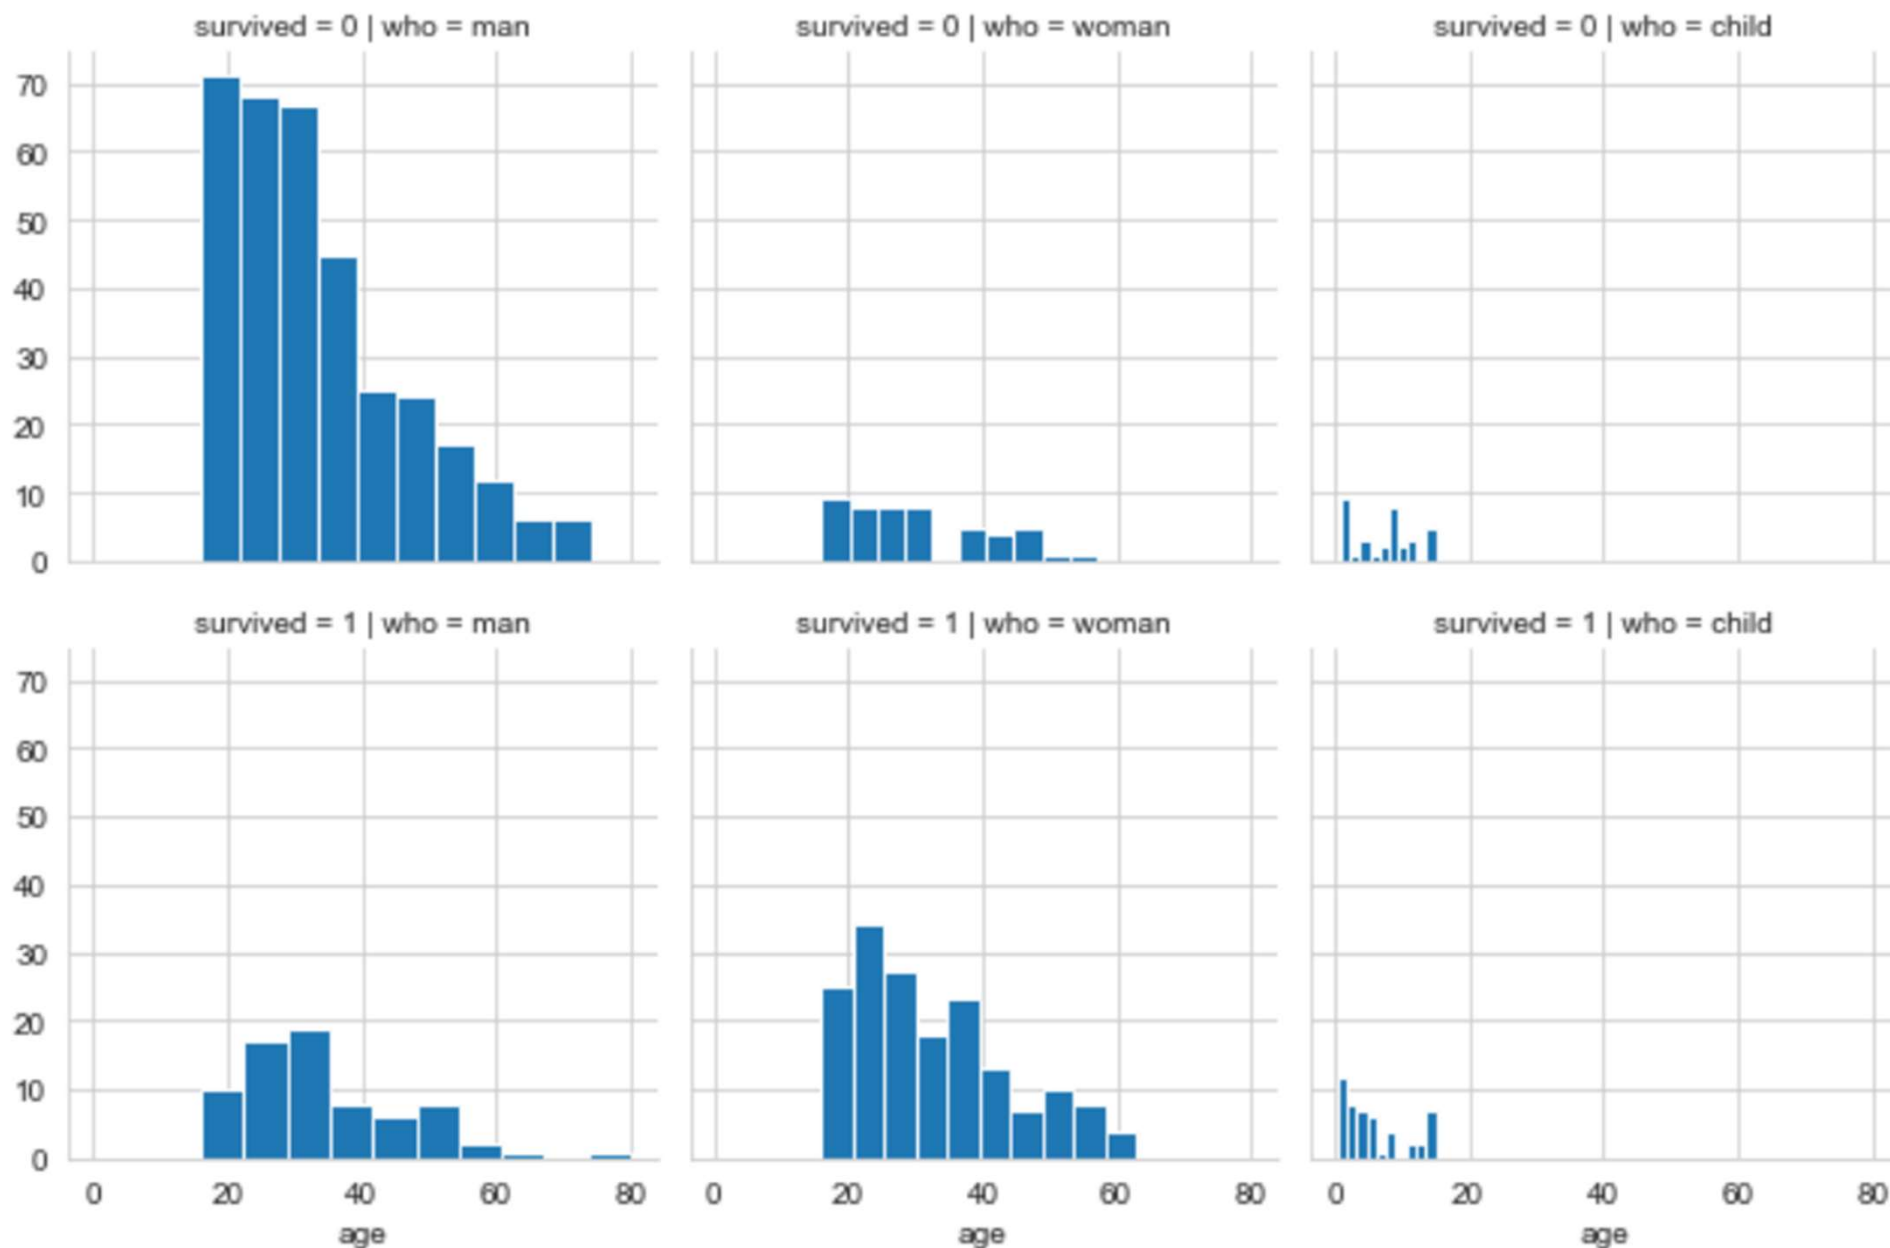 survived = 0 | who = man
survived = 0 | who = woman
survived = 0 | who = child
70
60
50
40
30
20
10
0
survived = 1 | who = man
survived = 1 | who = woman
survived = 1 | who = child
70
60
50
40
30
20
10
0
0 20 40 60 80
0 20 40 60 80
0 20 40 60 80
age
age
age